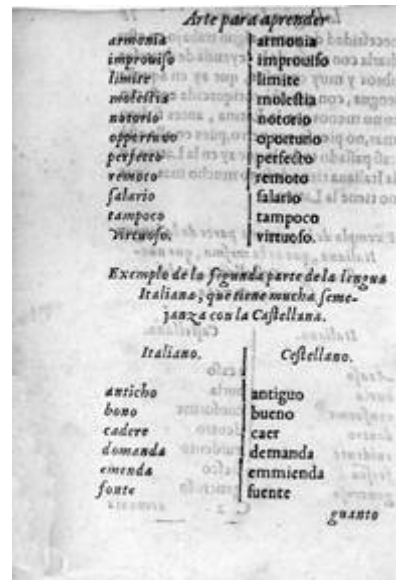 Arte para aprender
armonia armonia
improuiſo improuiſo
limite limite
moleſtia moleſtia
notorio notorio
opportuno oportuno
perfetto perfecto
remoto remoto
ſalario ſalario
tampoco tampoco
virtuoſo. virtuoſo.
Exemplo de la ſegunda parte de la lengua
Italiana, que tiene mucha ſeme-
janza con la Caſtellana.
Italiano. Caſtellano.
anticho antiguo
bono bueno
cadere caer
domanda demanda
emenda emmienda
fonte fuente
guanto